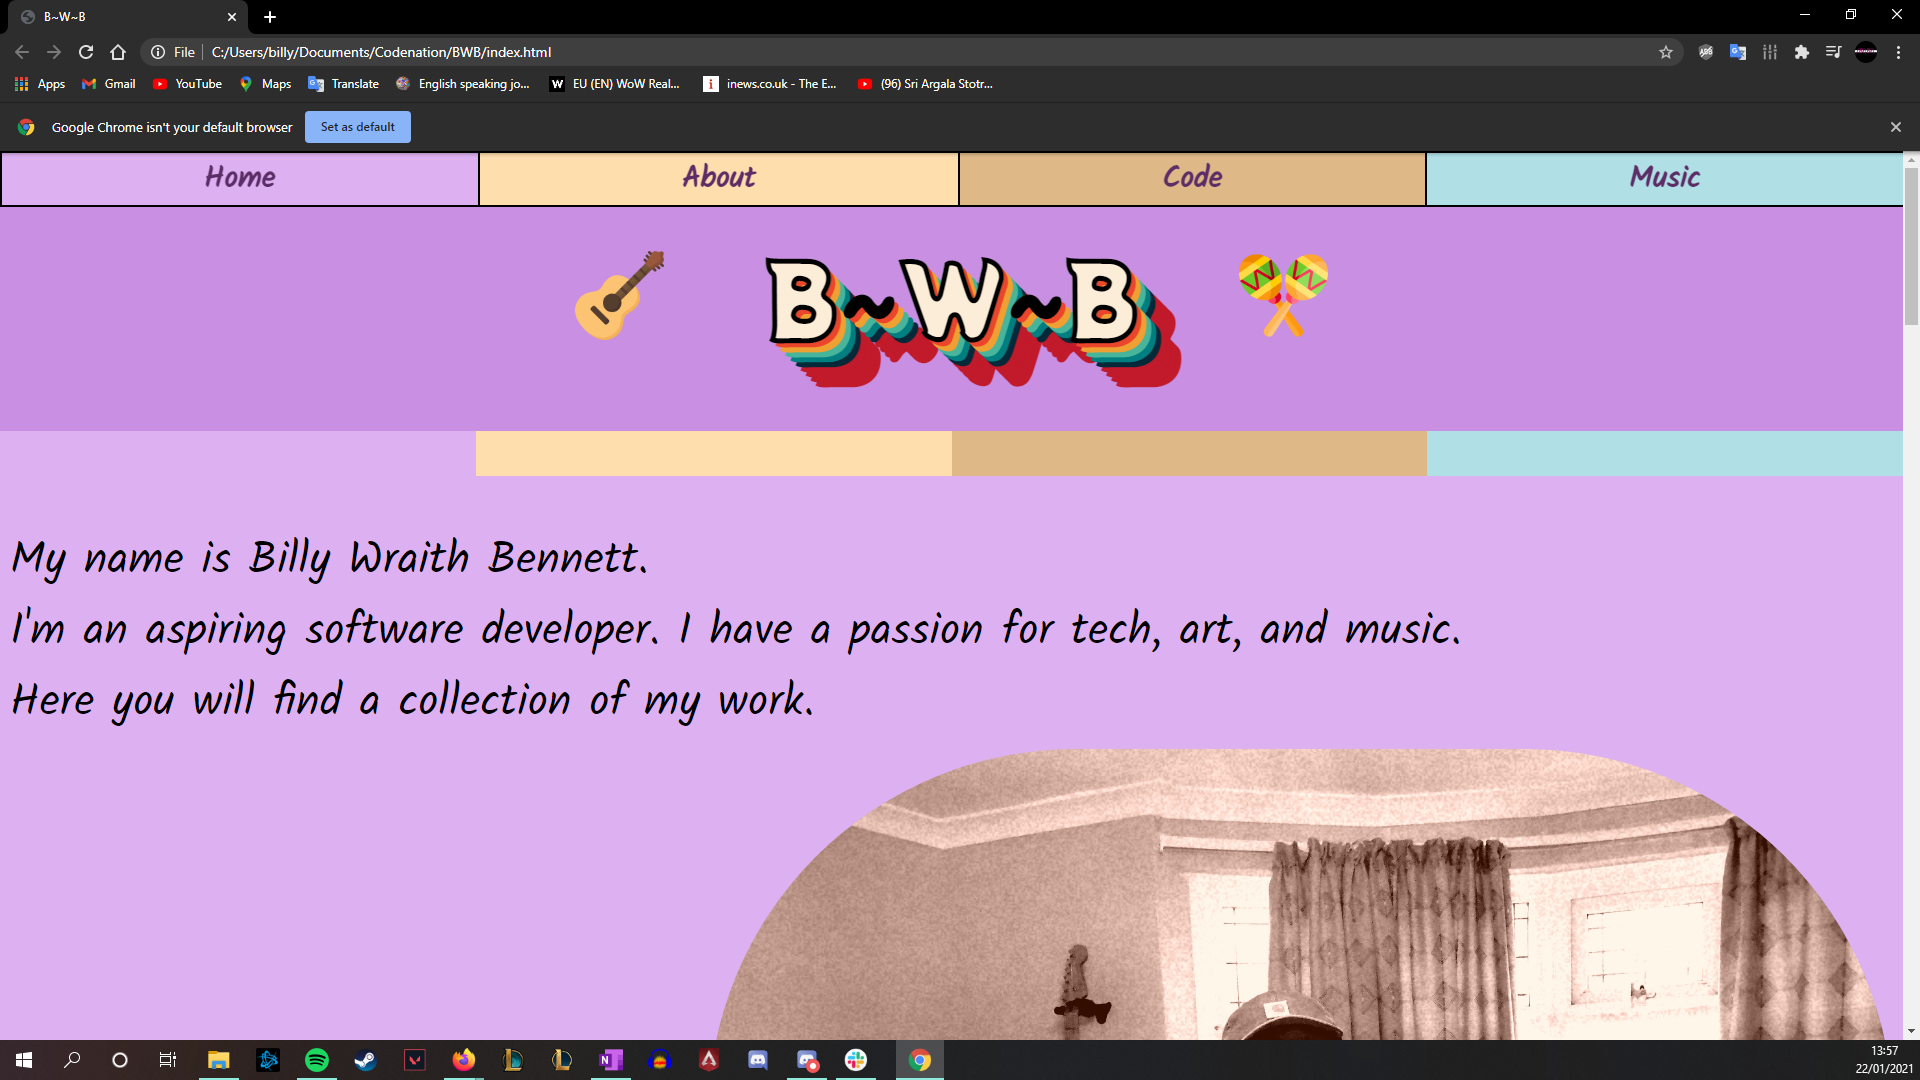 B~W~B
File C:/Users/billy/Documents/Codenation/BWB/index.html
Apps Gmail YouTube Maps Translate English speaking jo... EU (EN) WoW Real... inews.co.uk - The E... (96) Sri Argala Stotr...
Google Chrome isn't your default browser Set as default
Home About Code Music
B~W~B
My name is Billy Wraith Bennett.
I'm an aspiring software developer. I have a passion for tech, art, and music.
Here you will find a collection of my work.
13:57
22/01/2021